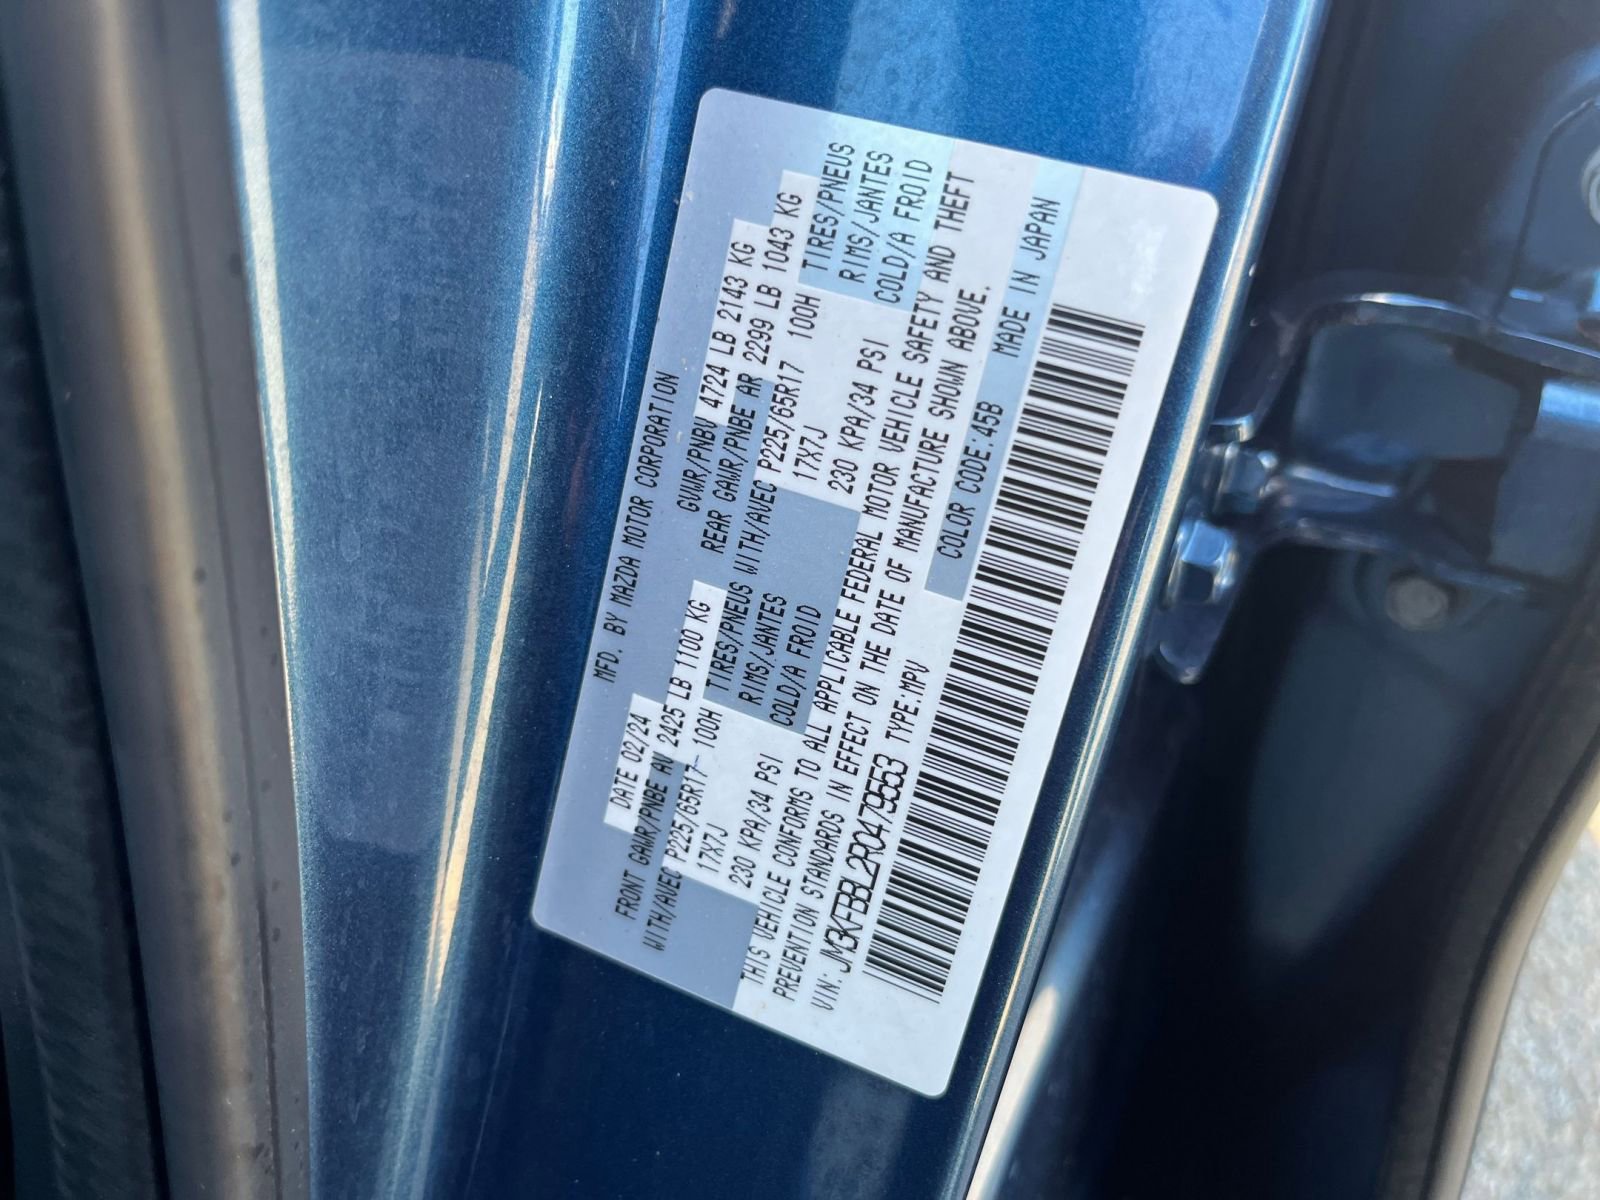 MFD. BY MAZDA MOTOR CORPORATION
DATE 02/24 GVWR/PNBV 4724 LB 2143 KG
FRONT GAWR/PNBE AV 2425 LB 1100 KG REAR GAWR/PNBE AR 2299 LB 1043 KG
WITH/AVEC P225/65R17 100H TIRES/PNEUS WITH/AVEC P225/65R17 100H TIRES/PNEUS
17X7J RIMS/JANTES 17X7J RIMS/JANTES
230 KPA/34 PSI COLD/A FROID 230 KPA/34 PSI COLD/A FROID
THIS VEHICLE CONFORMS TO ALL APPLICABLE FEDERAL MOTOR VEHICLE SAFETY AND THEFT
PREVENTION STANDARDS IN EFFECT ON THE DATE OF MANUFACTURE SHOWN ABOVE.
VIN: JM3KFBBL2R0479553 TYPE:MPV COLOR CODE:45B MADE IN JAPAN